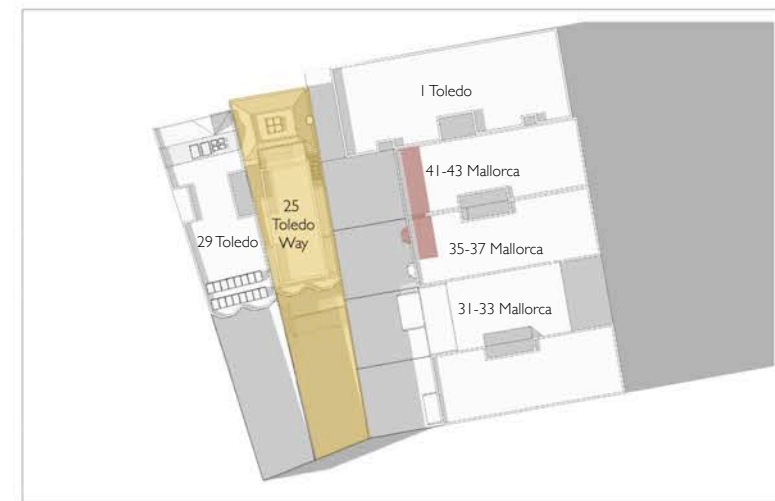 1 Toledo
41-43 Mallorca
25
Toledo
Way
29 Toledo
35-37 Mallorca
31-33 Mallorca